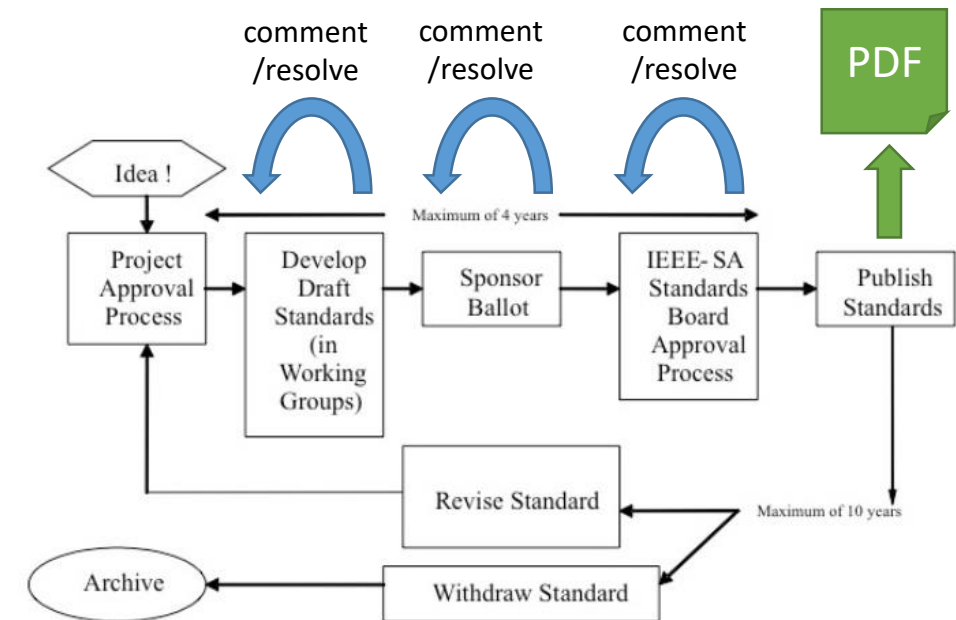 comment
/resolve
comment
/resolve
comment
/resolve
PDF
Idea !
Maximum of 4 years
Project
Approval
Process
Develop
Draft
Standards
(in
Working
Groups)
Sponsor
Ballot
IEEE- SA
Standards
Board
Approval
Process
Publish
Standards
Revise Standard
Maximum of 10 years
Archive
Withdraw Standard